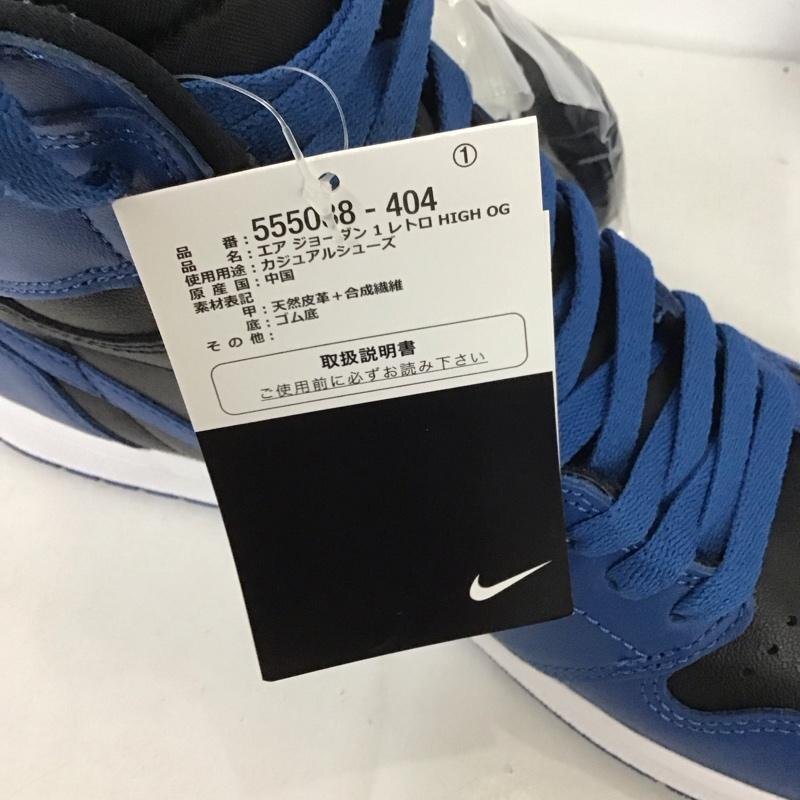 ①
品番：555088-404
品名：エア ジョーダン 1 レトロ HIGH OG
使用用途：カジュアルシューズ
原産国：中国
素材表記
甲：天然皮革＋合成繊維
底：ゴム底
その他：
取扱説明書
ご使用前に必ずお読み下さい